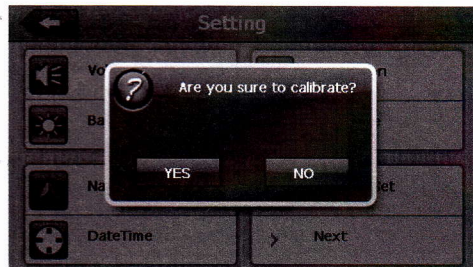 Setting
Are you sure to calibrate?
YES
NO
DateTime
Next